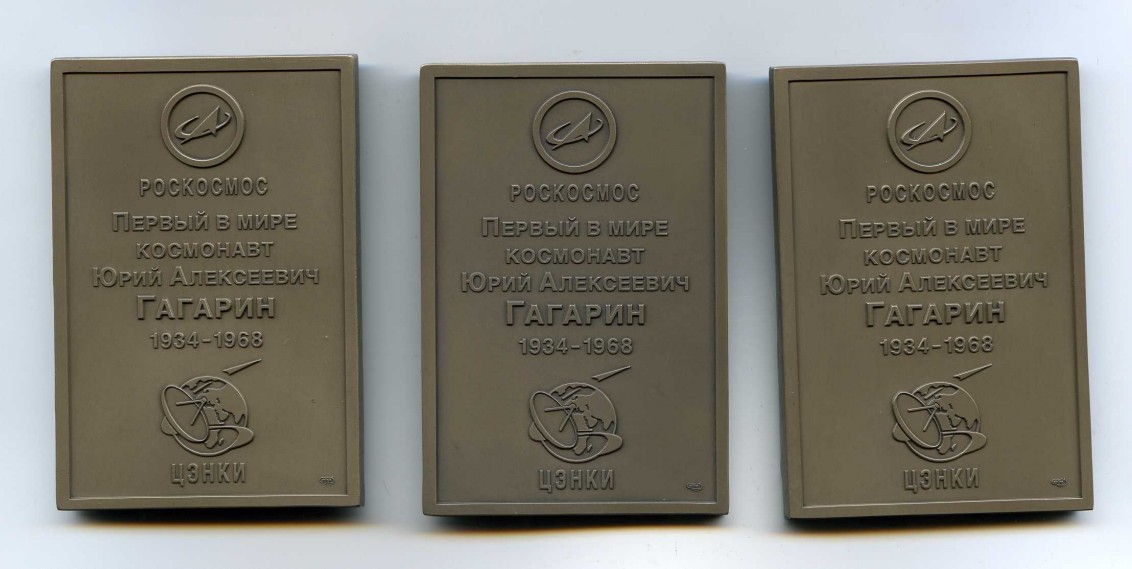 РОСКОСМОС
ПЕРВЫЙ В МИРЕ
КОСМОНАВТ
ЮРИЙ АЛЕКСЕЕВИЧ
ГАГАРИН
1934-1968
ЦЭНКИ
РОСКОСМОС
ПЕРВЫЙ В МИРЕ
КОСМОНАВТ
ЮРИЙ АЛЕКСЕЕВИЧ
ГАГАРИН
1934-1968
ЦЭНКИ
РОСКОСМОС
ПЕРВЫЙ В МИРЕ
КОСМОНАВТ
ЮРИЙ АЛЕКСЕЕВИЧ
ГАГАРИН
1934-1968
ЦЭНКИ